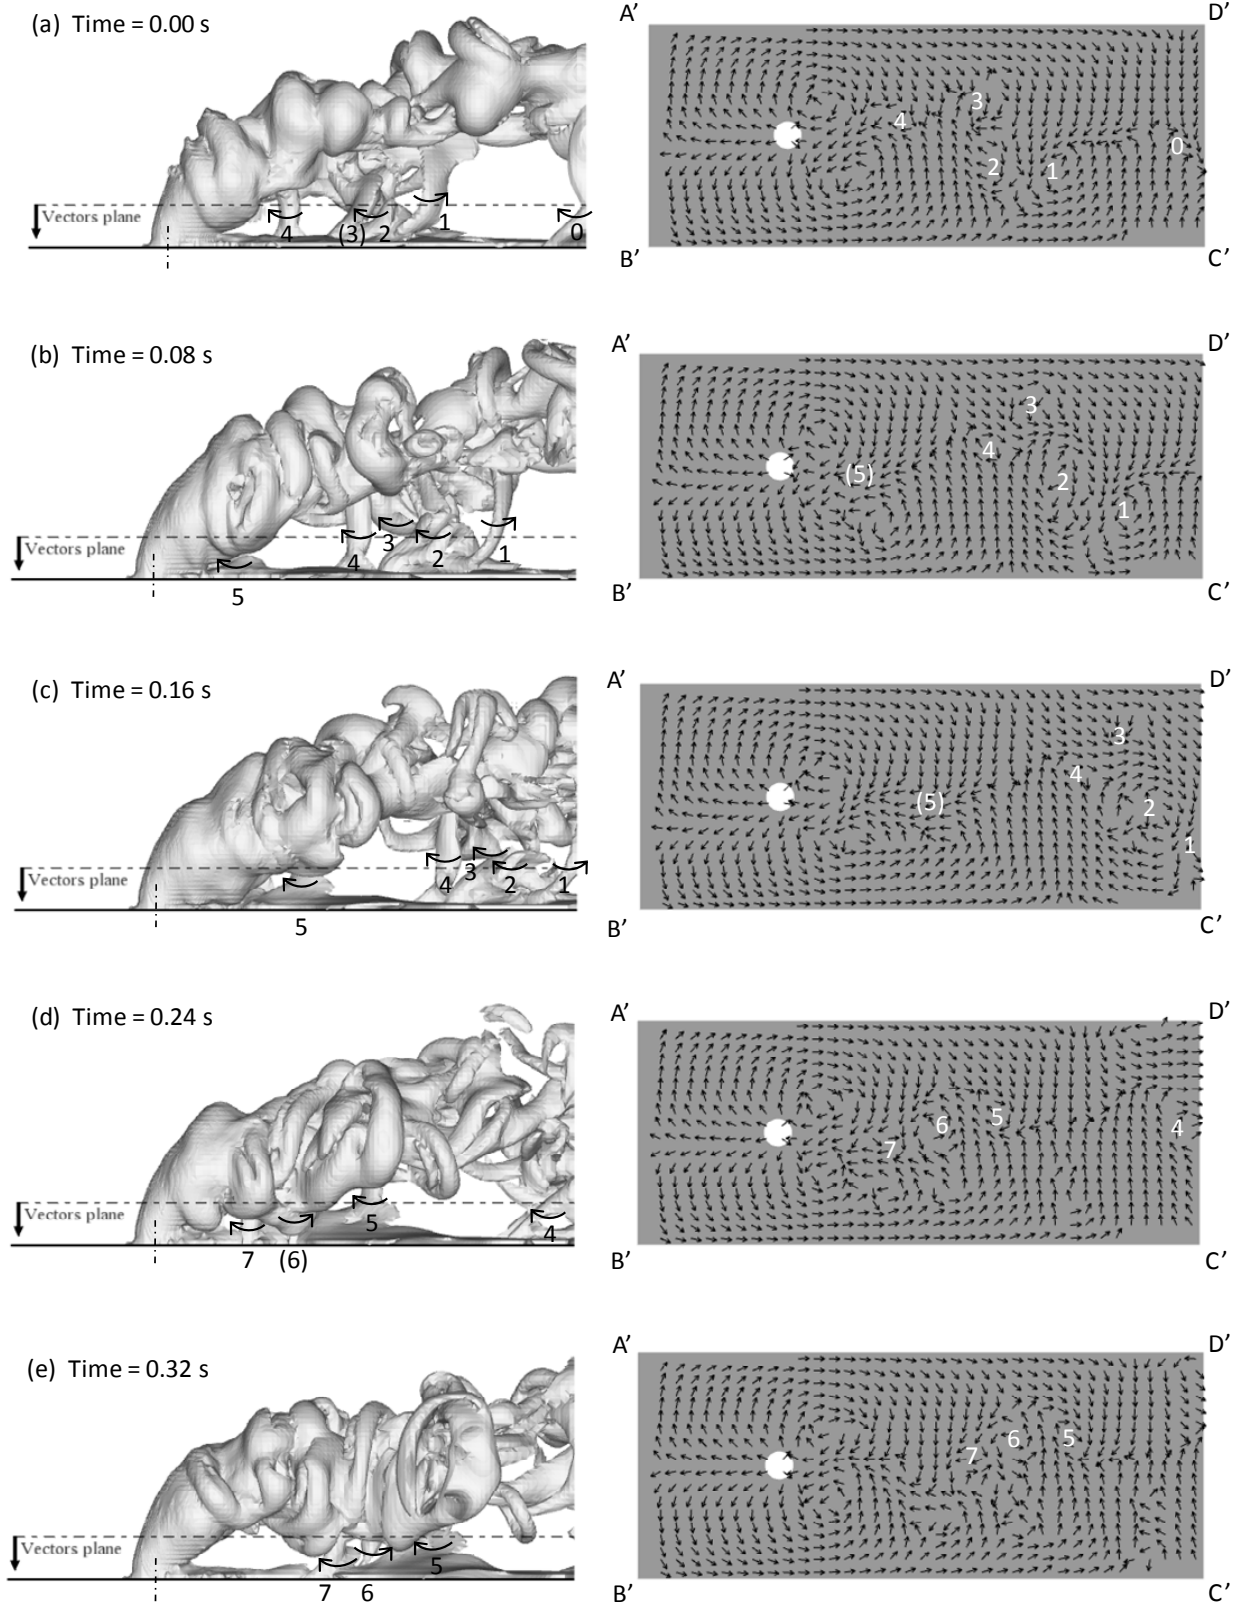 (a) Time = 0.00 s
A’ D’
3
4
2 1 0
Vectors plane
4 (3) 2 1 0
B’ C’
(b) Time = 0.08 s
A’ D’
3
4
(5) 2
1
Vectors plane
3
4 2 1
5
B’ C’
(c) Time = 0.16 s
A’ D’
3
4
(5) 2
1
Vectors plane
4 3 2 1
5
B’ C’
(d) Time = 0.24 s
A’ D’
6 5 4
7
Vectors plane
5 4
7 (6)
B’ C’
(e) Time = 0.32 s
A’ D’
7 6 5
Vectors plane
5
7 6
B’ C’